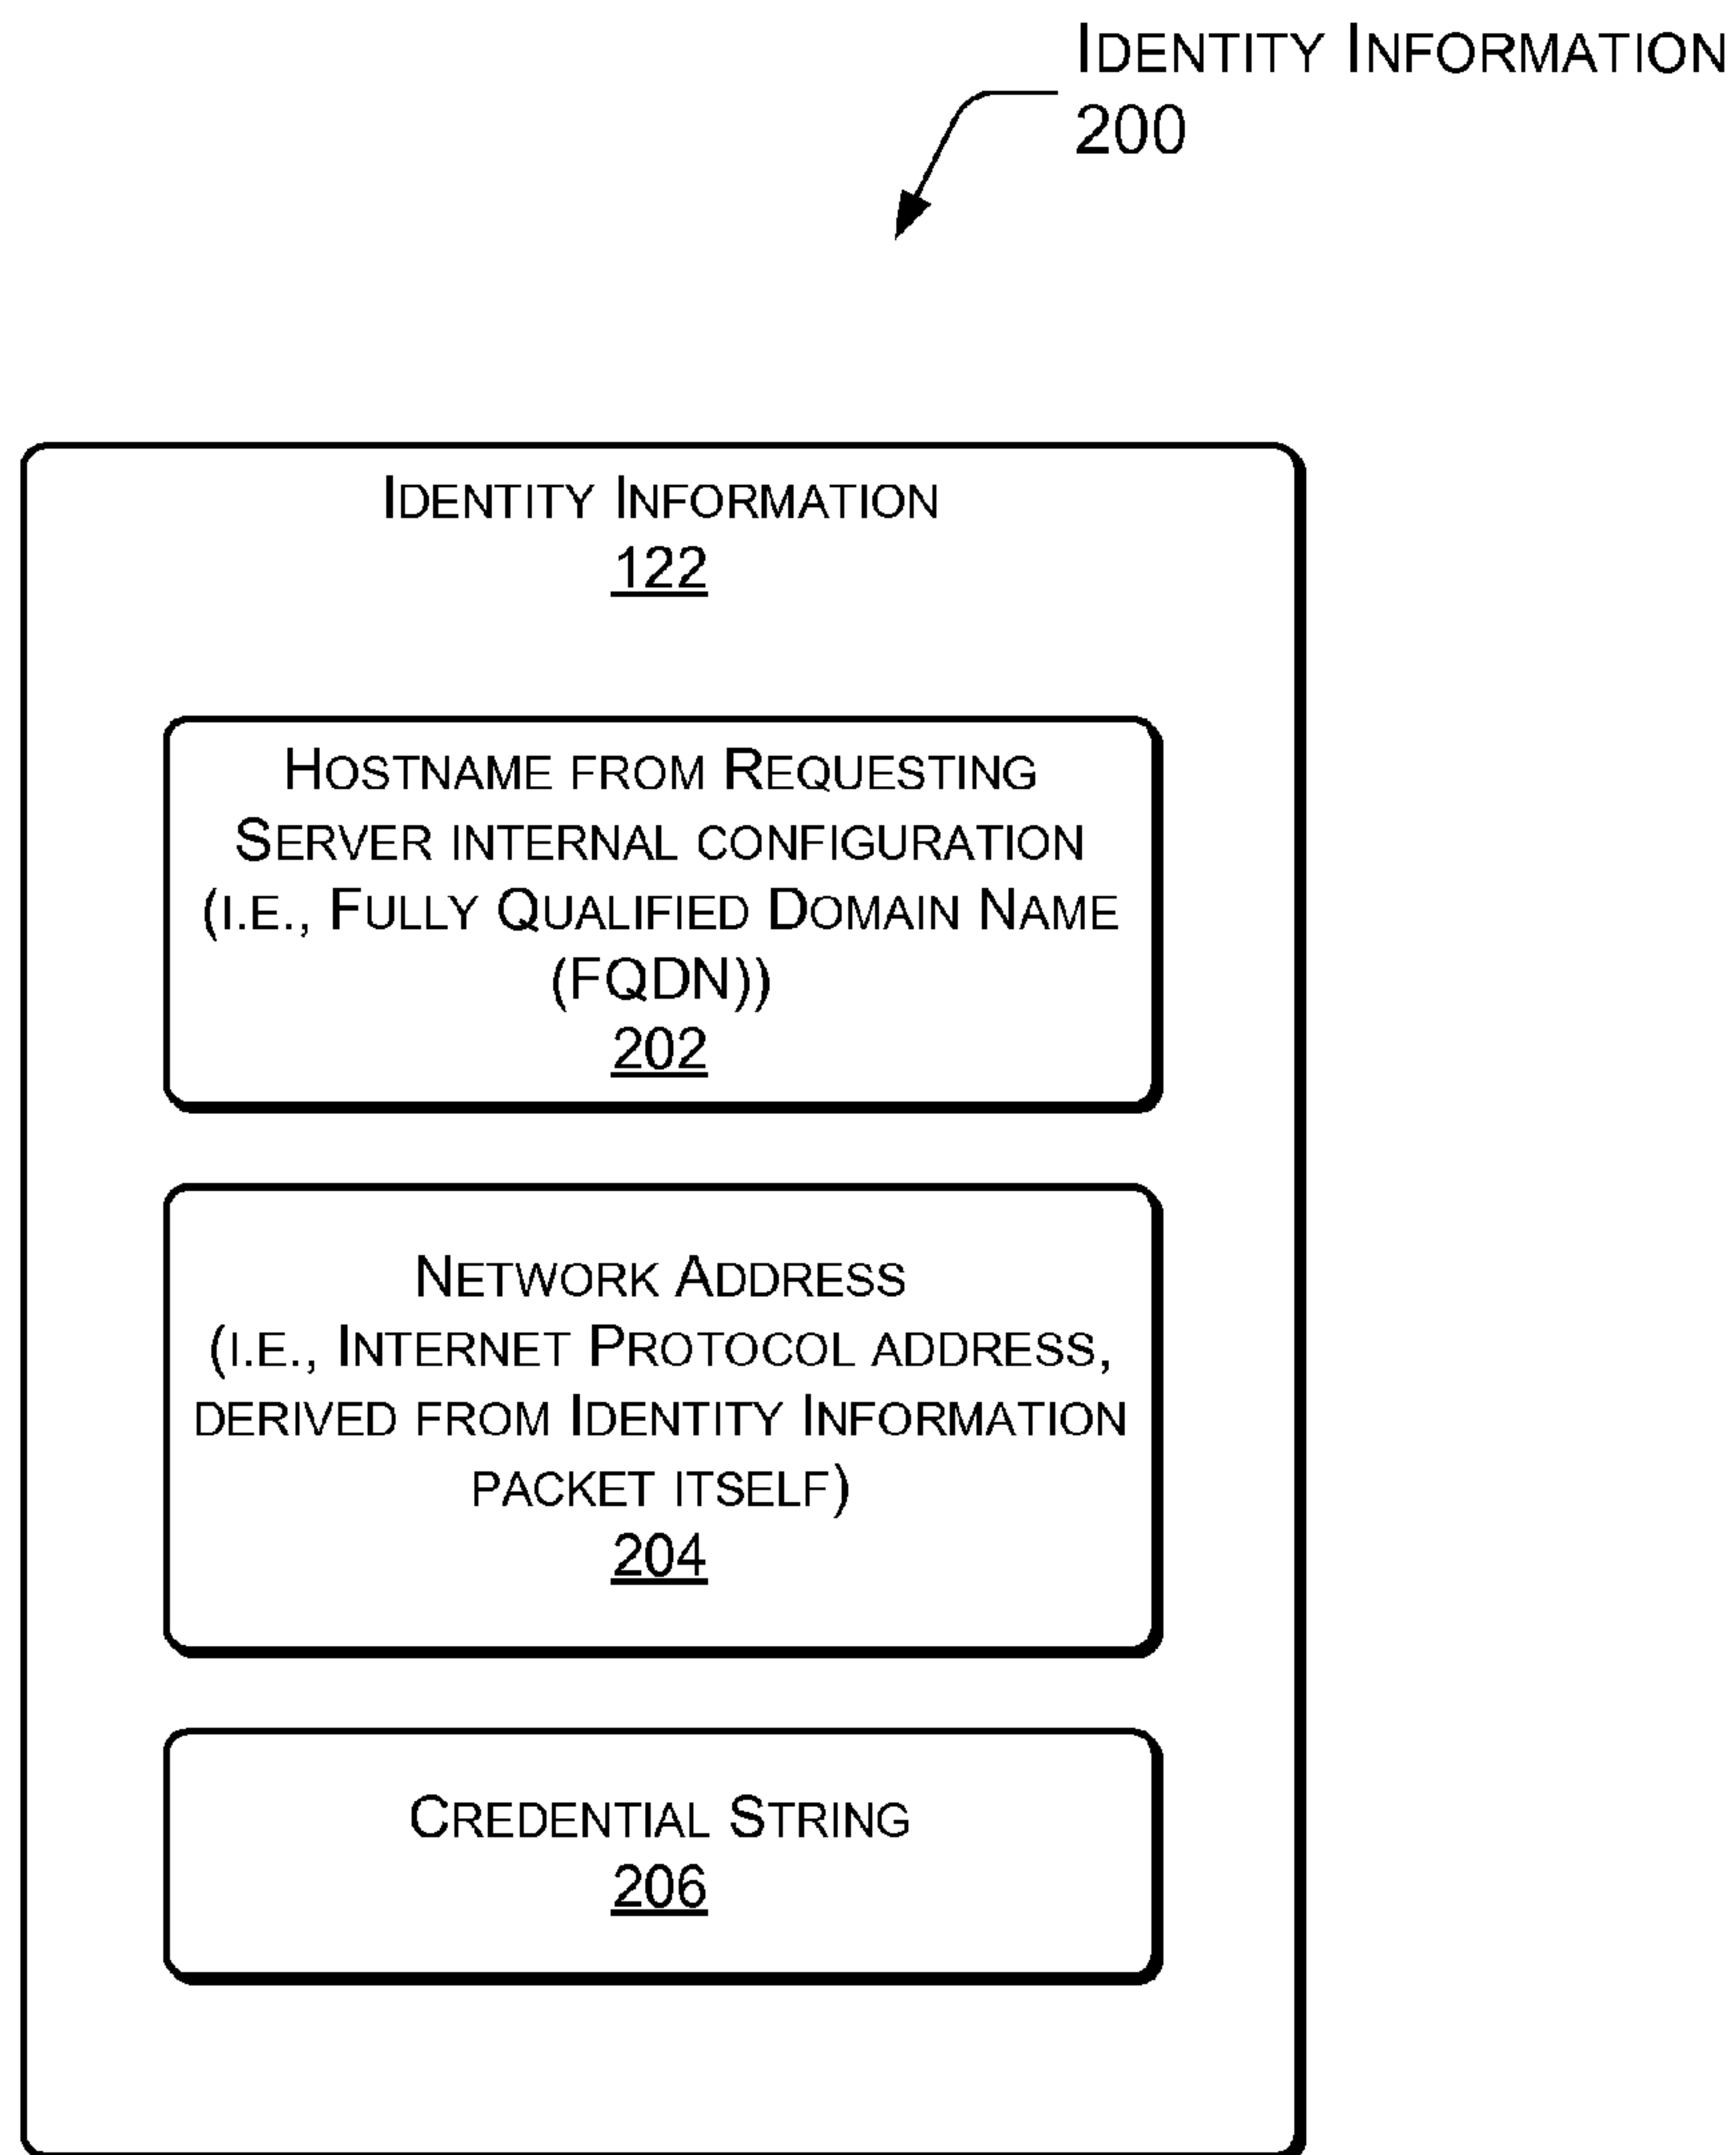 IDENTITY INFORMATION
200
IDENTITY INFORMATION
122
HOSTNAME FROM REQUESTING
SERVER INTERNAL CONFIGURATION
(I.E., FULLY QUALIFIED DOMAIN NAME
(FQDN))
202
NETWORK ADDRESS
(I.E., INTERNET PROTOCOL ADDRESS,
DERIVED FROM IDENTITY INFORMATION
PACKET ITSELF)
204
CREDENTIAL STRING
206